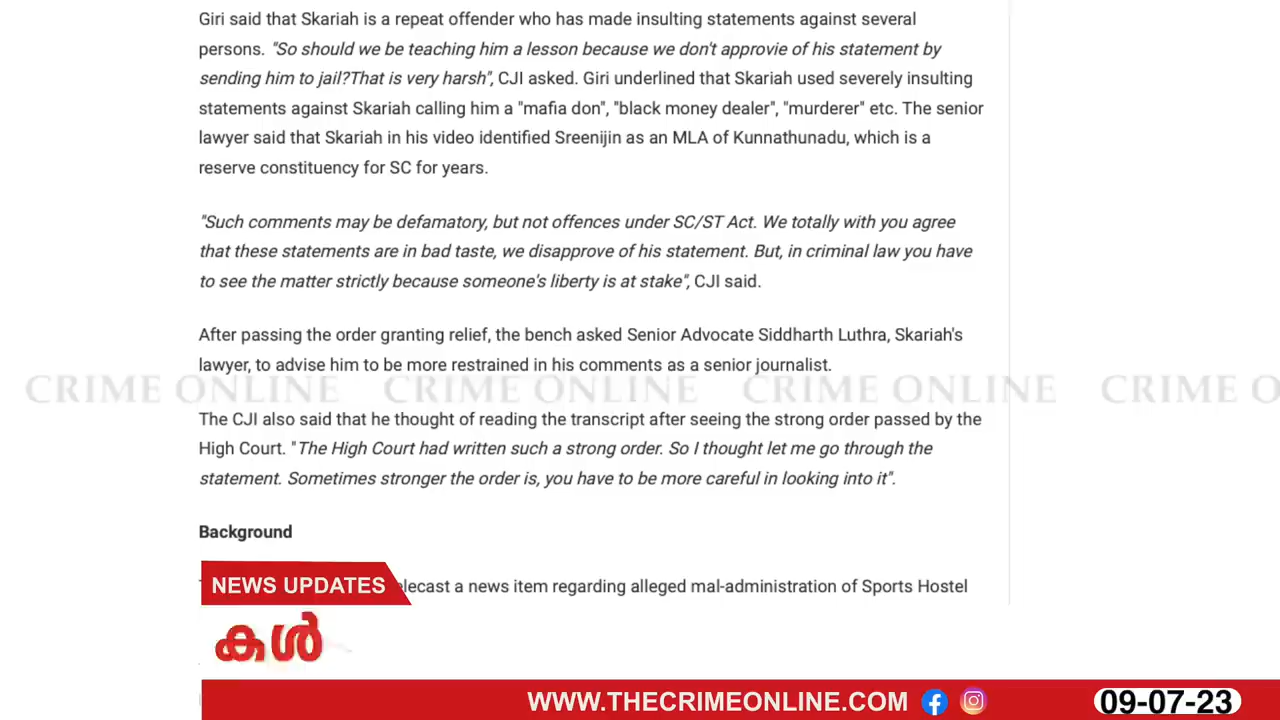 Giri said that Skariah is a repeat offender who has made insulting statements against several
persons. "So should we be teaching him a lesson because we don't approvie of his statement by
sending him to jail?That is very harsh", CJI asked. Giri underlined that Skariah used severely insulting
statements against Skariah calling him a "mafia don", "black money dealer", "murderer" etc. The senior
lawyer said that Skariah in his video identified Sreenijin as an MLA of Kunnathunadu, which is a
reserve constituency for SC for years.
"Such comments may be defamatory, but not offences under SC/ST Act. We totally with you agree
that these statements are in bad taste, we disapprove of his statement. But, in criminal law you have
to see the matter strictly because someone's liberty is at stake", CJI said.
After passing the order granting relief, the bench asked Senior Advocate Siddharth Luthra, Skariah's
lawyer, to advise him to be more restrained in his comments as a senior journalist.
CRIME ONLINE CRIME ONLINE CRIME ONLINE CRIME O
The CJI also said that he thought of reading the transcript after seeing the strong order passed by the
High Court. "The High Court had written such a strong order. So I thought let me go through the
statement. Sometimes stronger the order is, you have to be more careful in looking into it".
Background
NEWS UPDATES elecast a news item regarding alleged mal-administration of Sports Hostel
കൾ
WWW.THECRIMEONLINE.COM 09-07-23